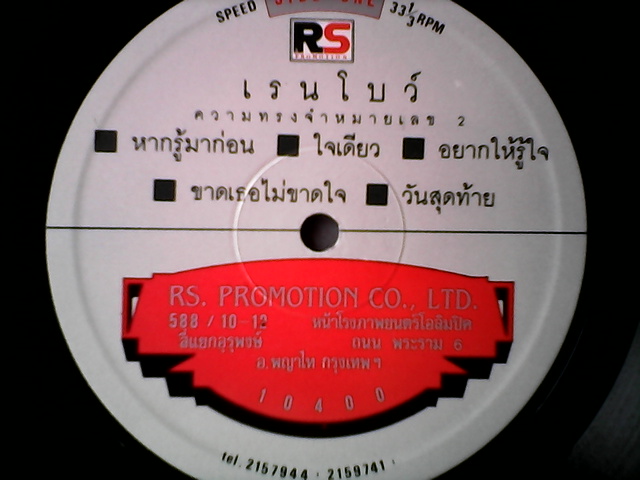 SPEED 33 1/3 RPM
RS
PROMOTION
เรนโบว์
ความทรงจำหมายเลข 2
หากรู้มาก่อน ใจเดียว อยากให้รู้ใจ
ขาดเธอไม่ขาดใจ วันสุดท้าย
RS. PROMOTION CO., LTD.
588 / 10-12 หน้าโรงภาพยนตร์โอลิมปิค
สี่แยกอุรุพงษ์ ถนน พระราม 6
อ.พญาไท กรุงเทพฯ
10400
tel. 2157944 · 2159741 ·